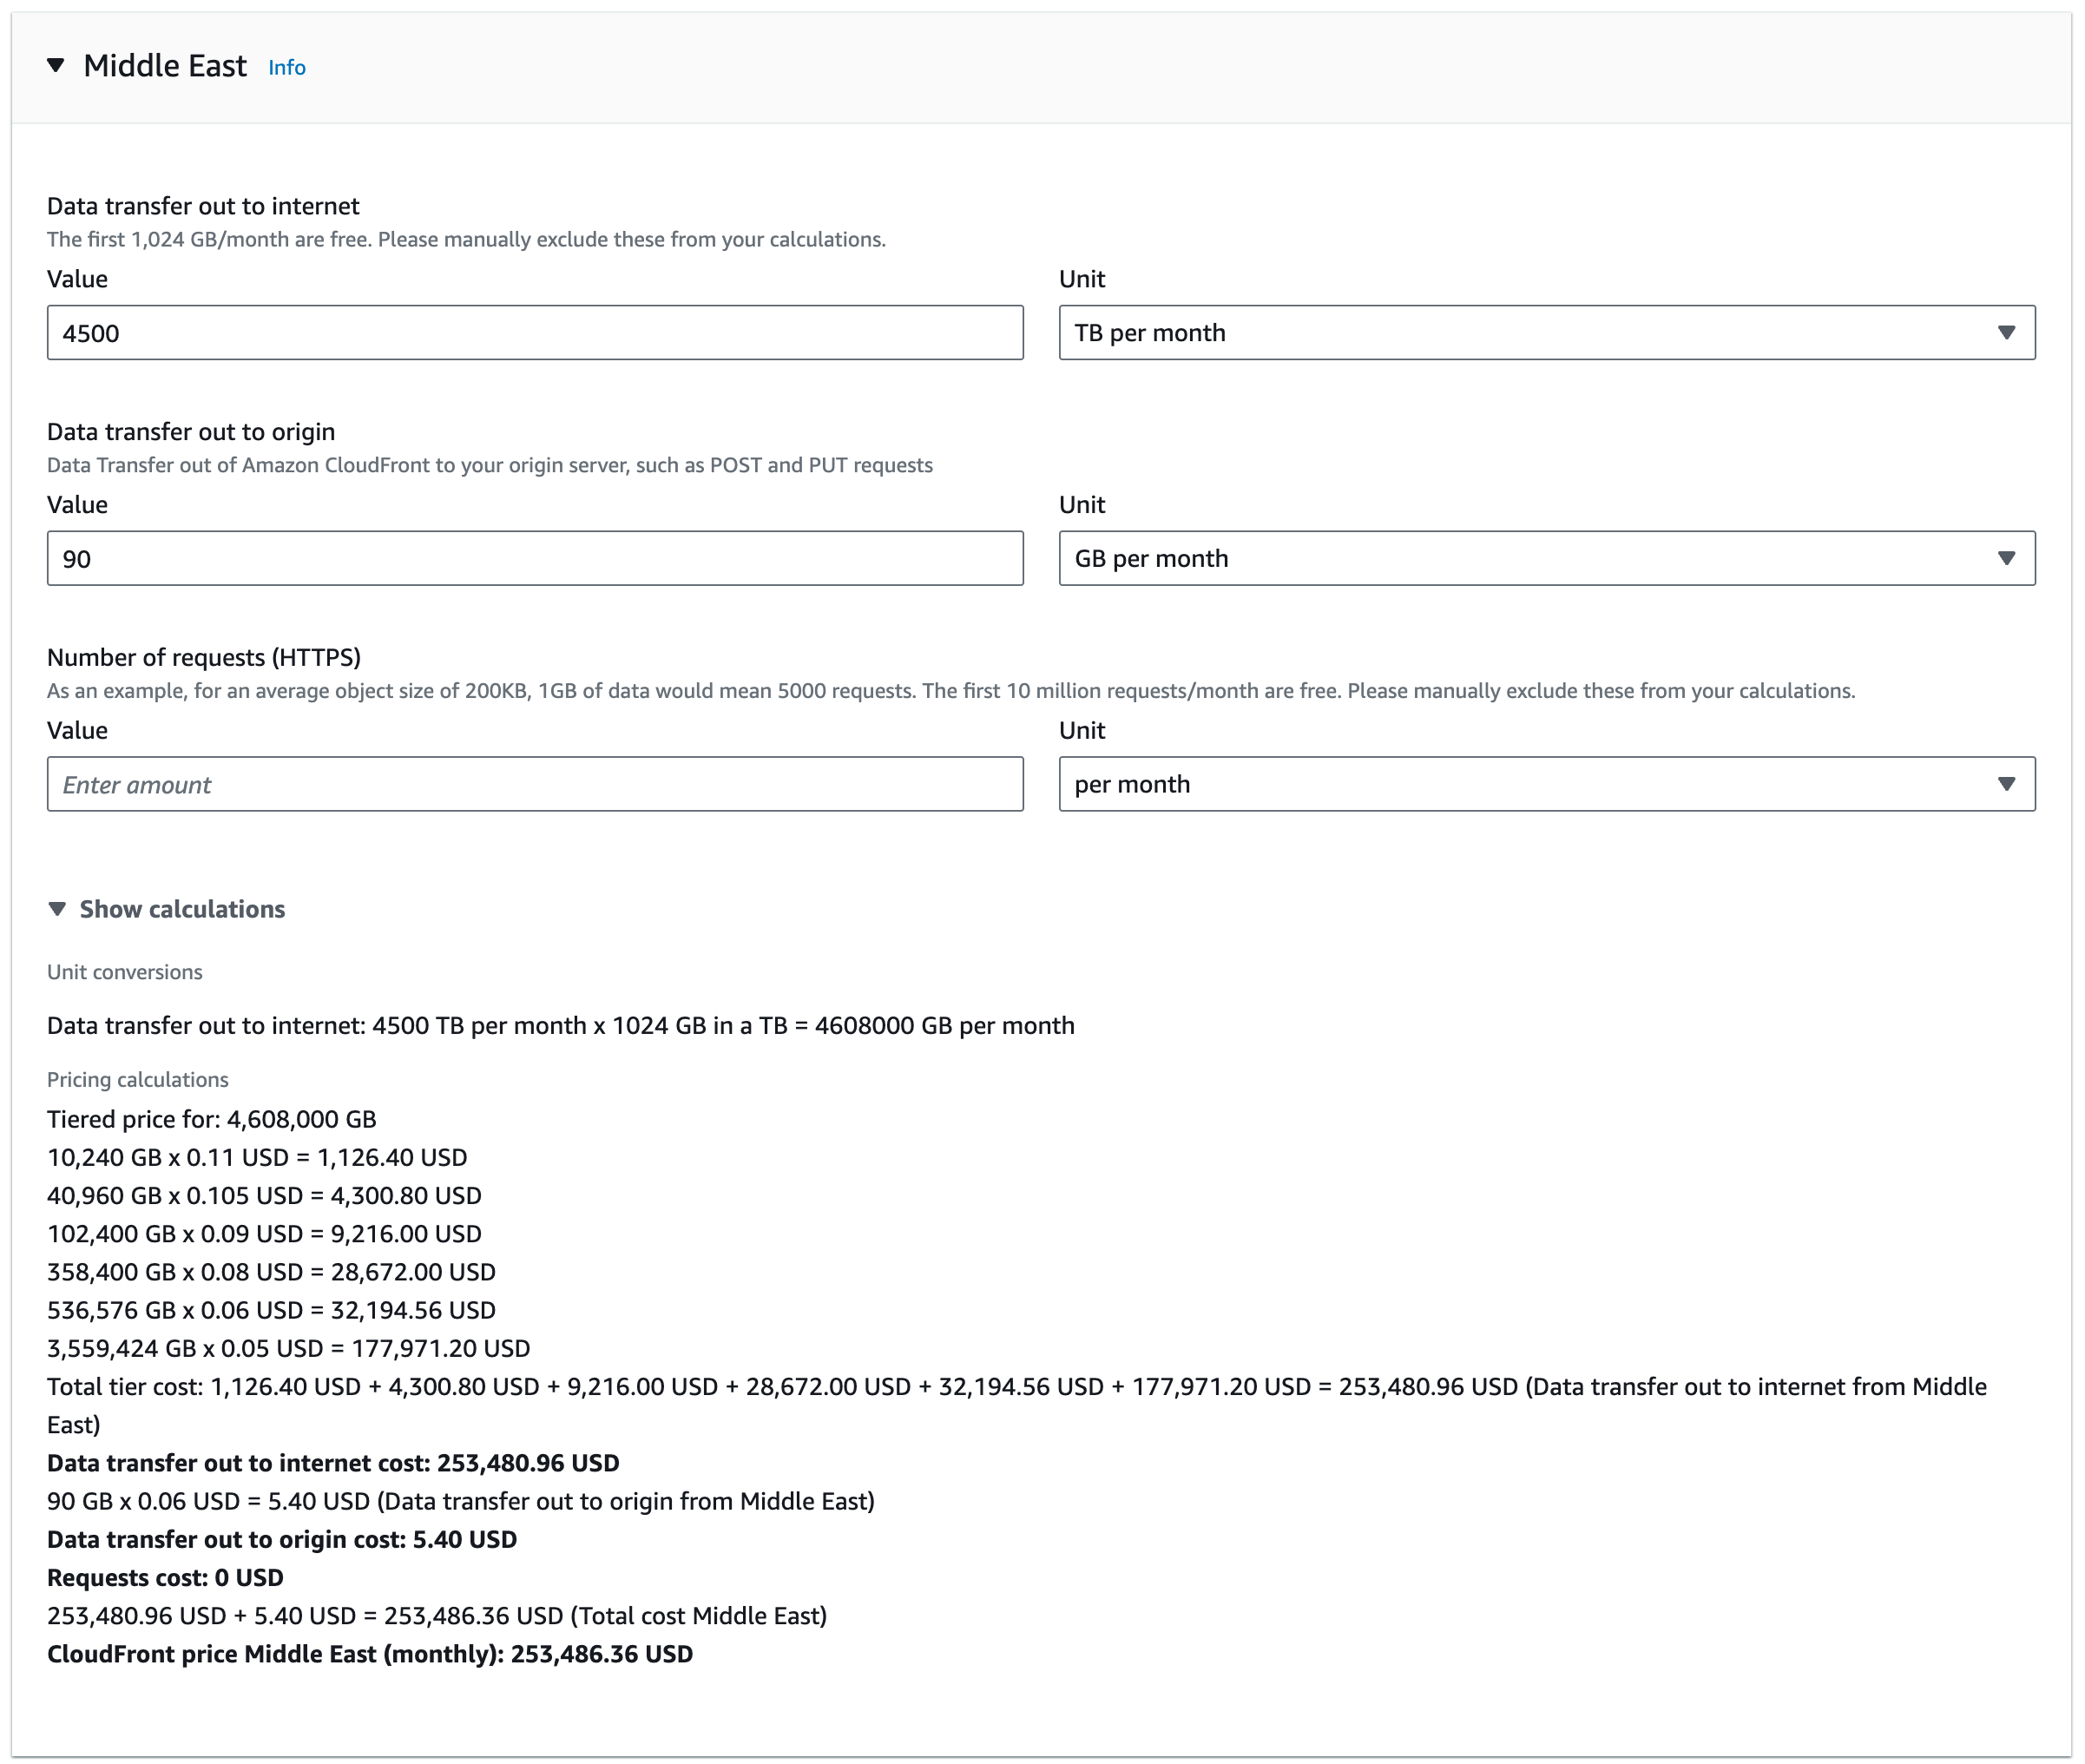 Middle East Info
Data transfer out to internet
The first 1,024 GB/month are free. Please manually exclude these from your calculations.
Value Unit
4500 TB per month
Data transfer out to origin
Data Transfer out of Amazon CloudFront to your origin server, such as POST and PUT requests
Value Unit
90 GB per month
Number of requests (HTTPS)
As an example, for an average object size of 200KB, 1GB of data would mean 5000 requests. The first 10 million requests/month are free. Please manually exclude these from your calculations.
Value Unit
Enter amount per month
Show calculations
Unit conversions
Data transfer out to internet: 4500 TB per month x 1024 GB in a TB = 4608000 GB per month
Pricing calculations
Tiered price for: 4,608,000 GB
10,240 GB x 0.11 USD = 1,126.40 USD
40,960 GB x 0.105 USD = 4,300.80 USD
102,400 GB x 0.09 USD = 9,216.00 USD
358,400 GB x 0.08 USD = 28,672.00 USD
536,576 GB x 0.06 USD = 32,194.56 USD
3,559,424 GB x 0.05 USD = 177,971.20 USD
Total tier cost: 1,126.40 USD + 4,300.80 USD + 9,216.00 USD + 28,672.00 USD + 32,194.56 USD + 177,971.20 USD = 253,480.96 USD (Data transfer out to internet from Middle
East)
Data transfer out to internet cost: 253,480.96 USD
90 GB x 0.06 USD = 5.40 USD (Data transfer out to origin from Middle East)
Data transfer out to origin cost: 5.40 USD
Requests cost: 0 USD
253,480.96 USD + 5.40 USD = 253,486.36 USD (Total cost Middle East)
CloudFront price Middle East (monthly): 253,486.36 USD